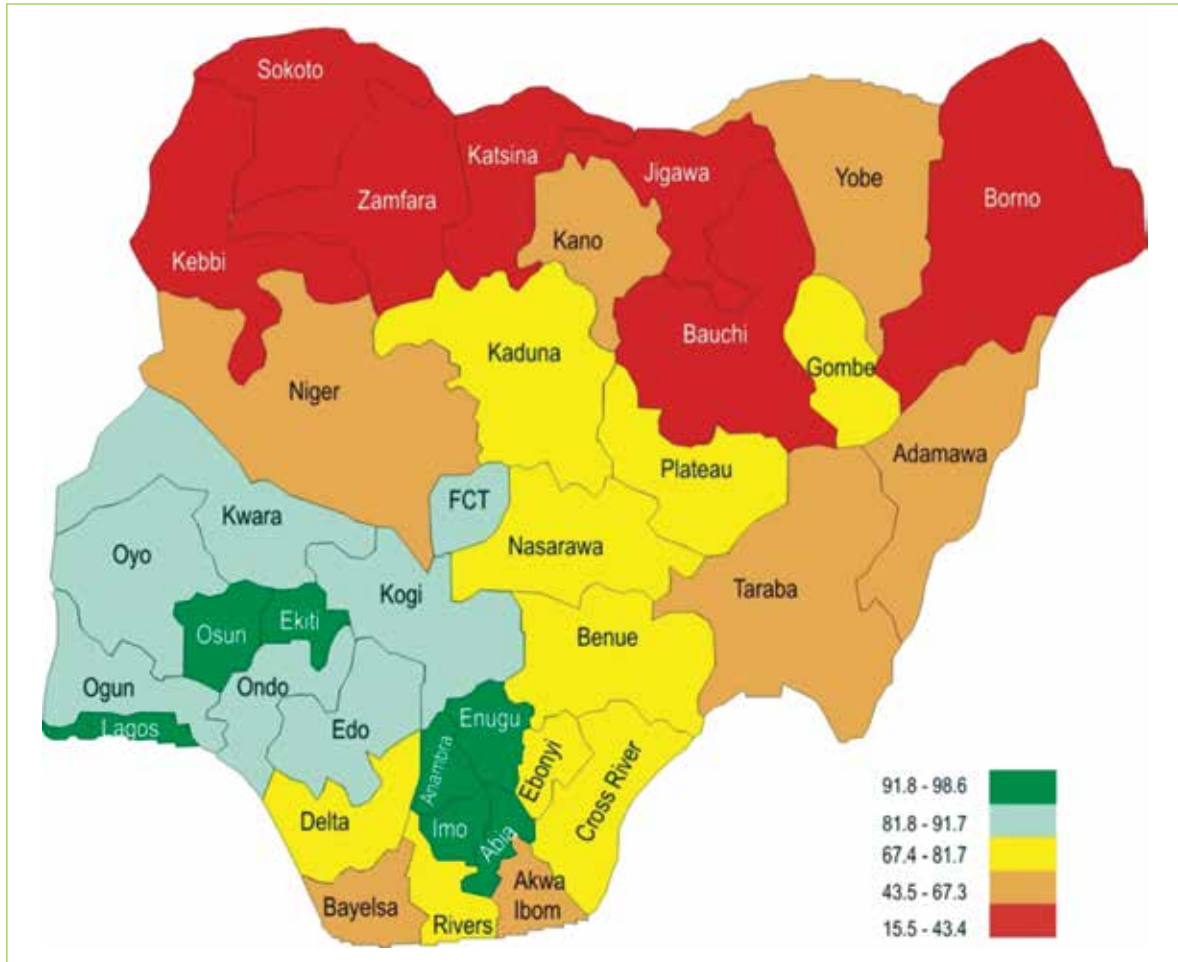 Sokoto
Katsina
Jigawa
Yobe
Borno
Zamfara
Kano
Kebbi
Bauchi
Kaduna
Gombe
Niger
Adamawa
Plateau
FCT
Kwara
Nasarawa
Oyo
Kogi
Taraba
Osun
Ekiti
Benue
Ogun
Ondo
Lagos
Edo
Enugu
Anambra
Ebonyi
Cross River
Delta
Imo
Abia
Bayelsa
Rivers
Akwa
Ibom
91.8 - 98.6
81.8 - 91.7
67.4 - 81.7
43.5 - 67.3
15.5 - 43.4